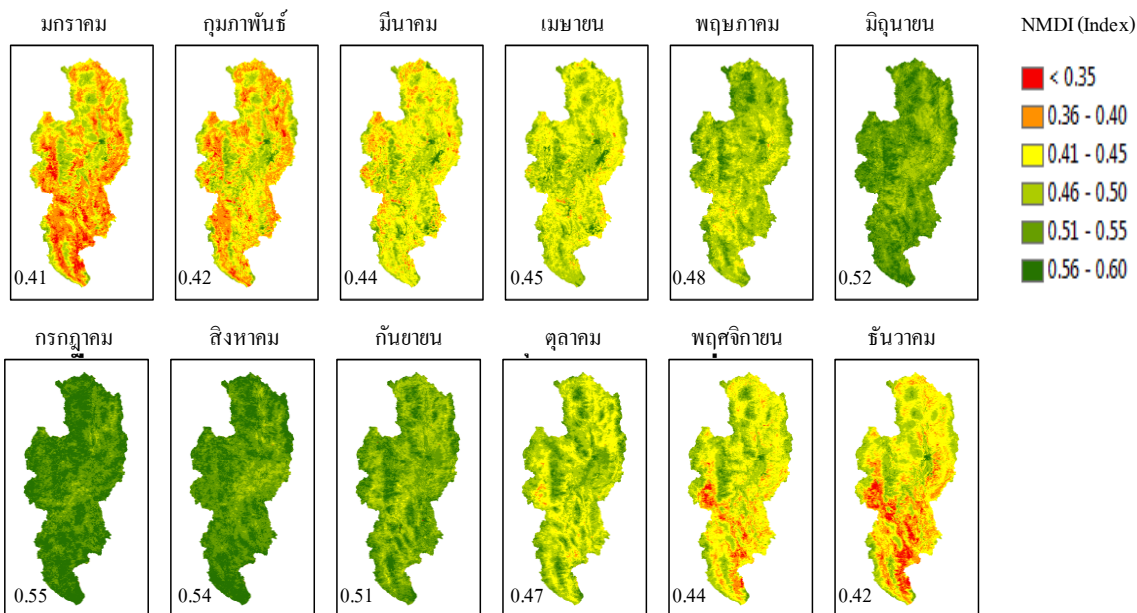 มกราคม กุมภาพันธ์ มีนาคม เมษายน พฤษภาคม มิถุนายน NMDI (Index)
< 0.35
0.36 - 0.40
0.41 - 0.45
0.46 - 0.50
0.51 - 0.55
0.56 - 0.60
0.41 0.42 0.44 0.45 0.48 0.52
กรกฎาคม สิงหาคม กันยายน ตุลาคม พฤศจิกายน ธันวาคม
0.55 0.54 0.51 0.47 0.44 0.42